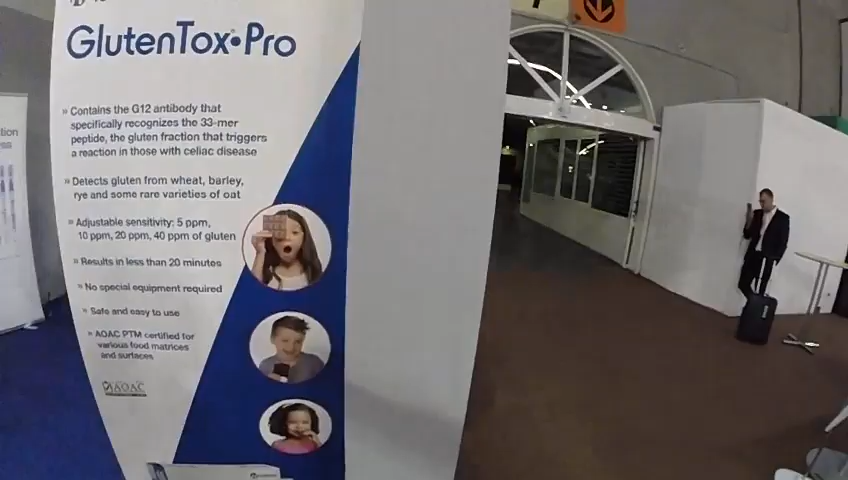 GlutenTox Pro
» Contains the G12 antibody that
specifically recognizes the 33-mer
peptide, the gluten fraction that triggers
a reaction in those with celiac disease
» Detects gluten from wheat, barley,
rye and some rare varieties of oat
» Adjustable sensitivity: 5 ppm,
10 ppm, 20 ppm, 40 ppm of gluten
» Results in less than 20 minutes
» No special equipment required
» Safe and easy to use
» AOAC PTM certified for
various food matrices
and surfaces
AOAC